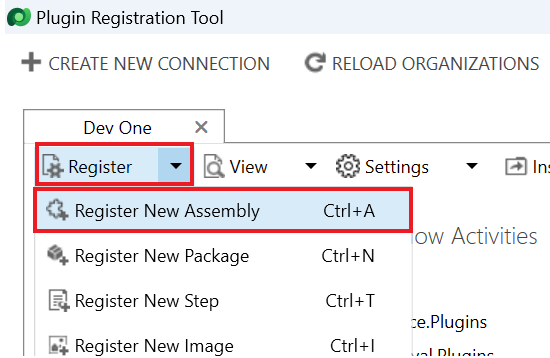 Plugin Registration Tool
CREATE NEW CONNECTION RELOAD ORGANIZATIONS
Dev One
Register View Settings Ins
Register New Assembly Ctrl+A
ow Activities
Register New Package Ctrl+N
Register New Step Ctrl+T
ce.Plugins
Register New Image Ctrl+I
val.Plugins